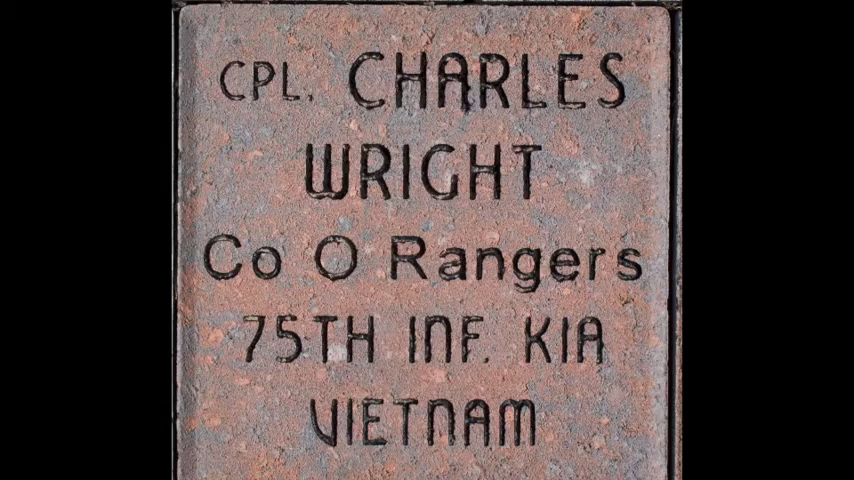 CPL. CHARLES
WRIGHT
Co O Rangers
75TH INF. KIA
VIETNAM